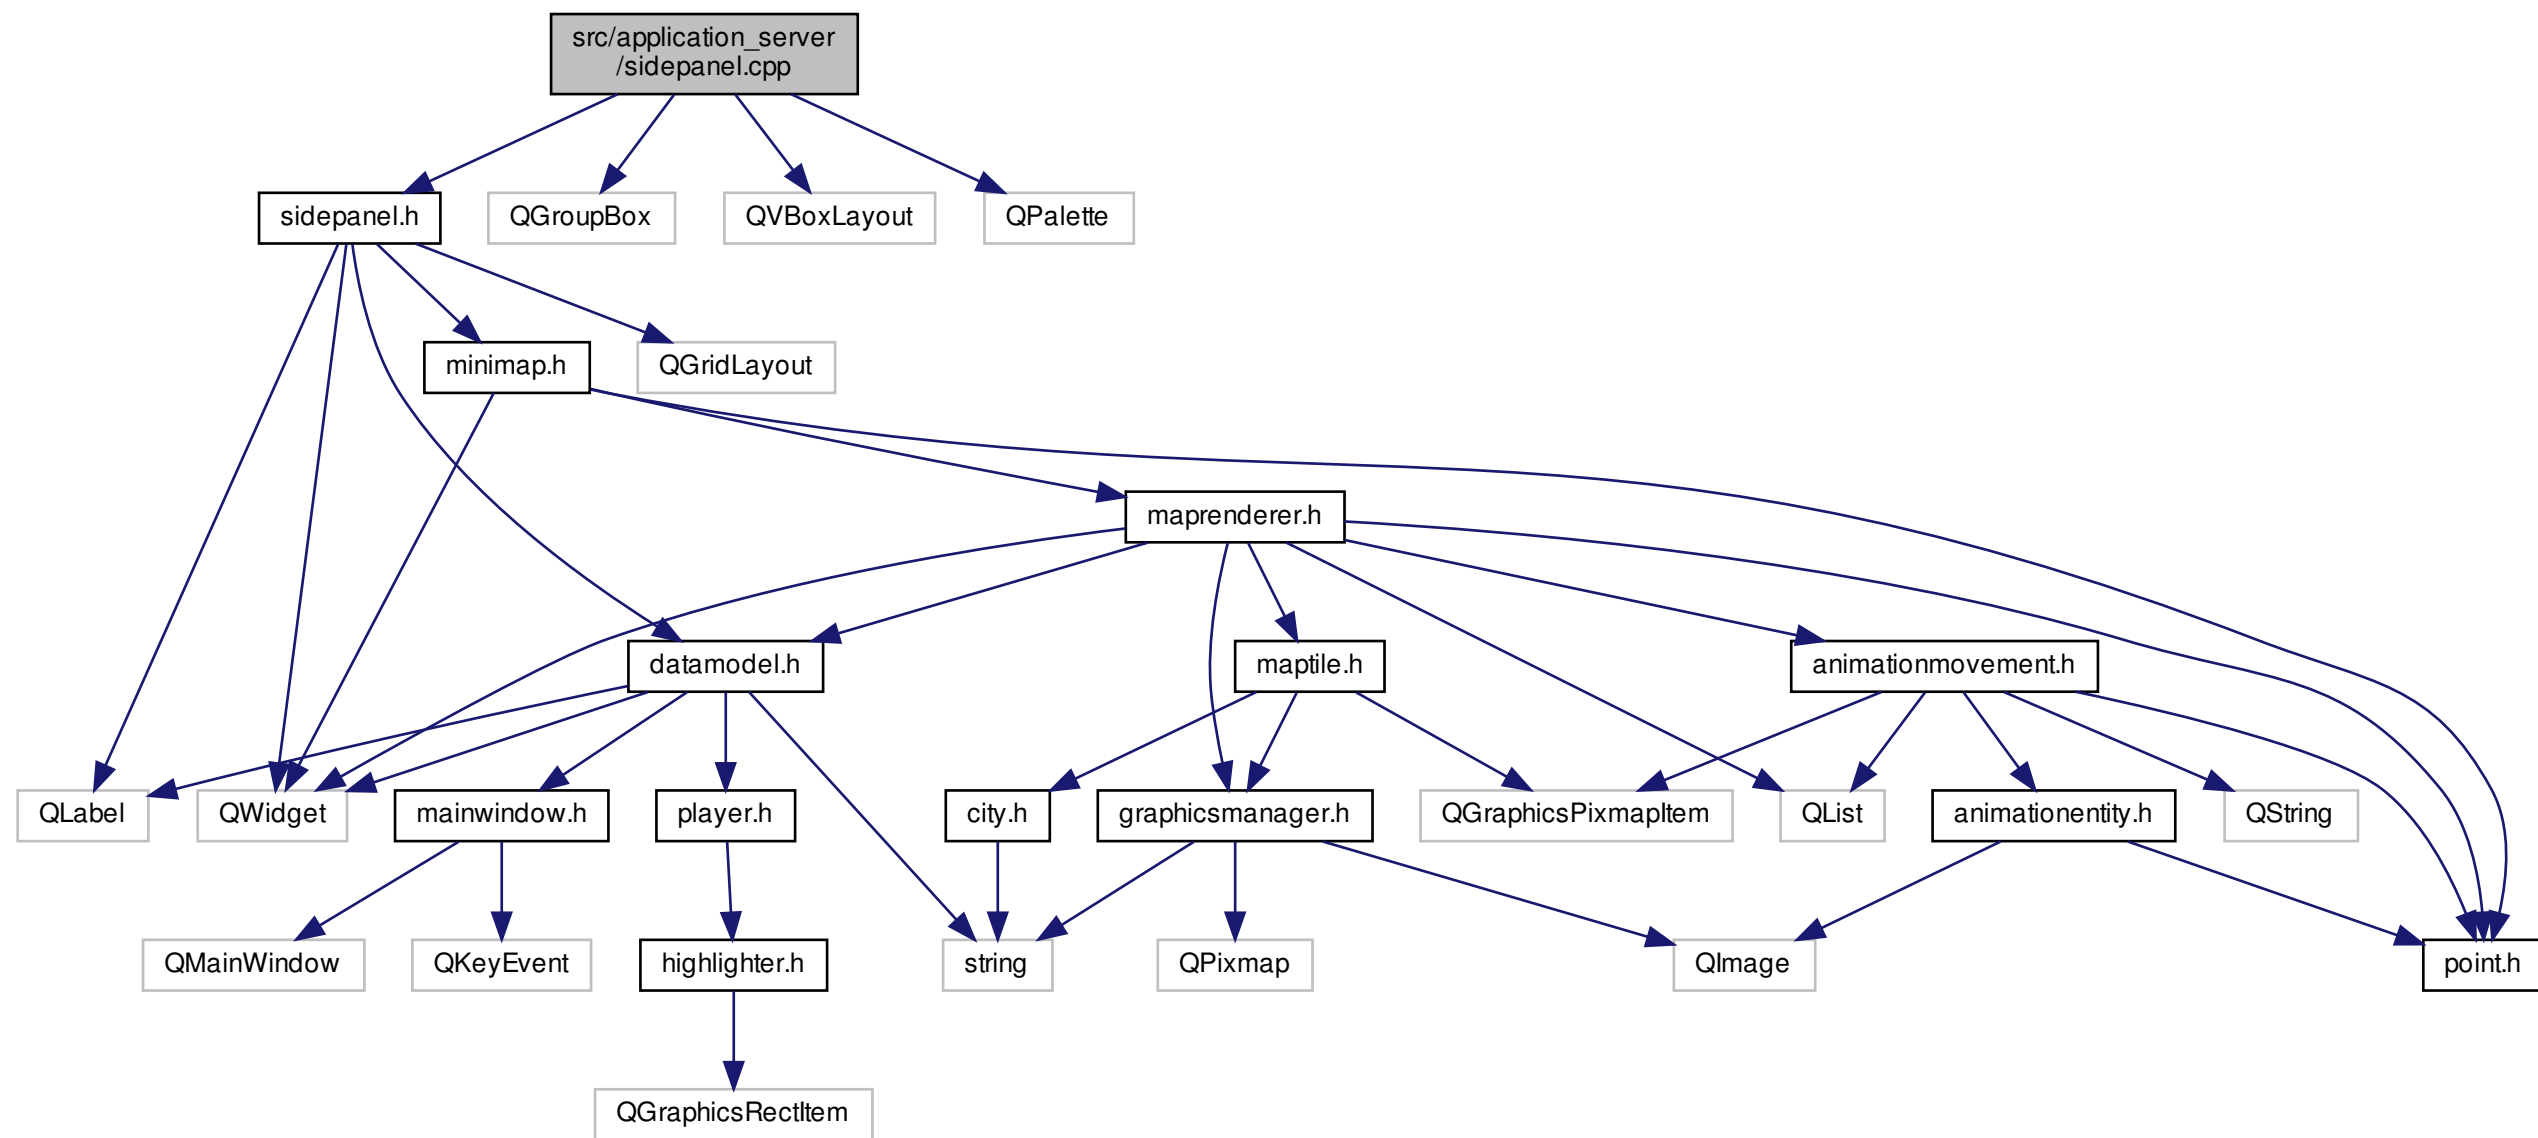 src/application_server
/sidepanel.cpp
sidepanel.h
QGroupBox
QVBoxLayout
QPalette
minimap.h
QGridLayout
maprenderer.h
datamodel.h
maptile.h
animationmovement.h
QLabel
QWidget
mainwindow.h
player.h
city.h
graphicsmanager.h
QGraphicsPixmapItem
QList
animationentity.h
QString
QMainWindow
QKeyEvent
highlighter.h
string
QPixmap
QImage
point.h
QGraphicsRectItem